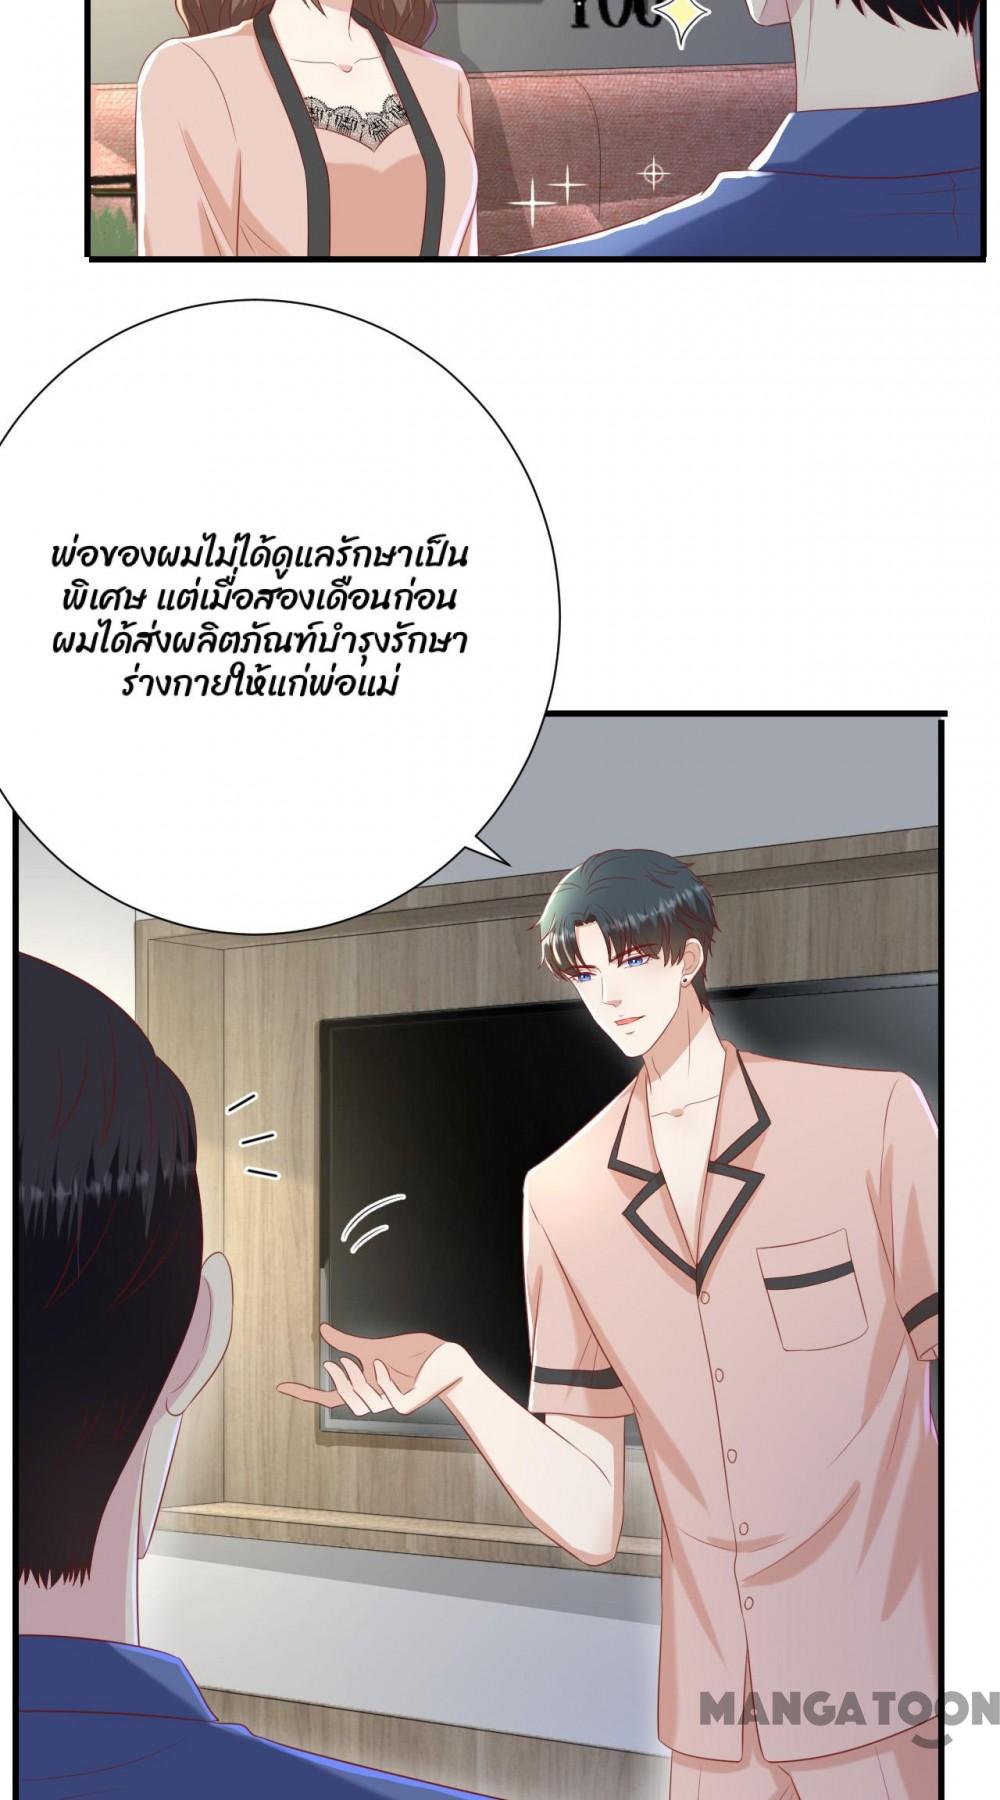 YOU
พ่อของผมไม่ได้ดูแลรักษาเป็น
พิเศษ แต่เมื่อสองเดือนก่อน
ผมได้ส่งผลิตภัณฑ์บำรุงรักษา
ร่างกายให้แก่พ่อแม่
MANGATOON